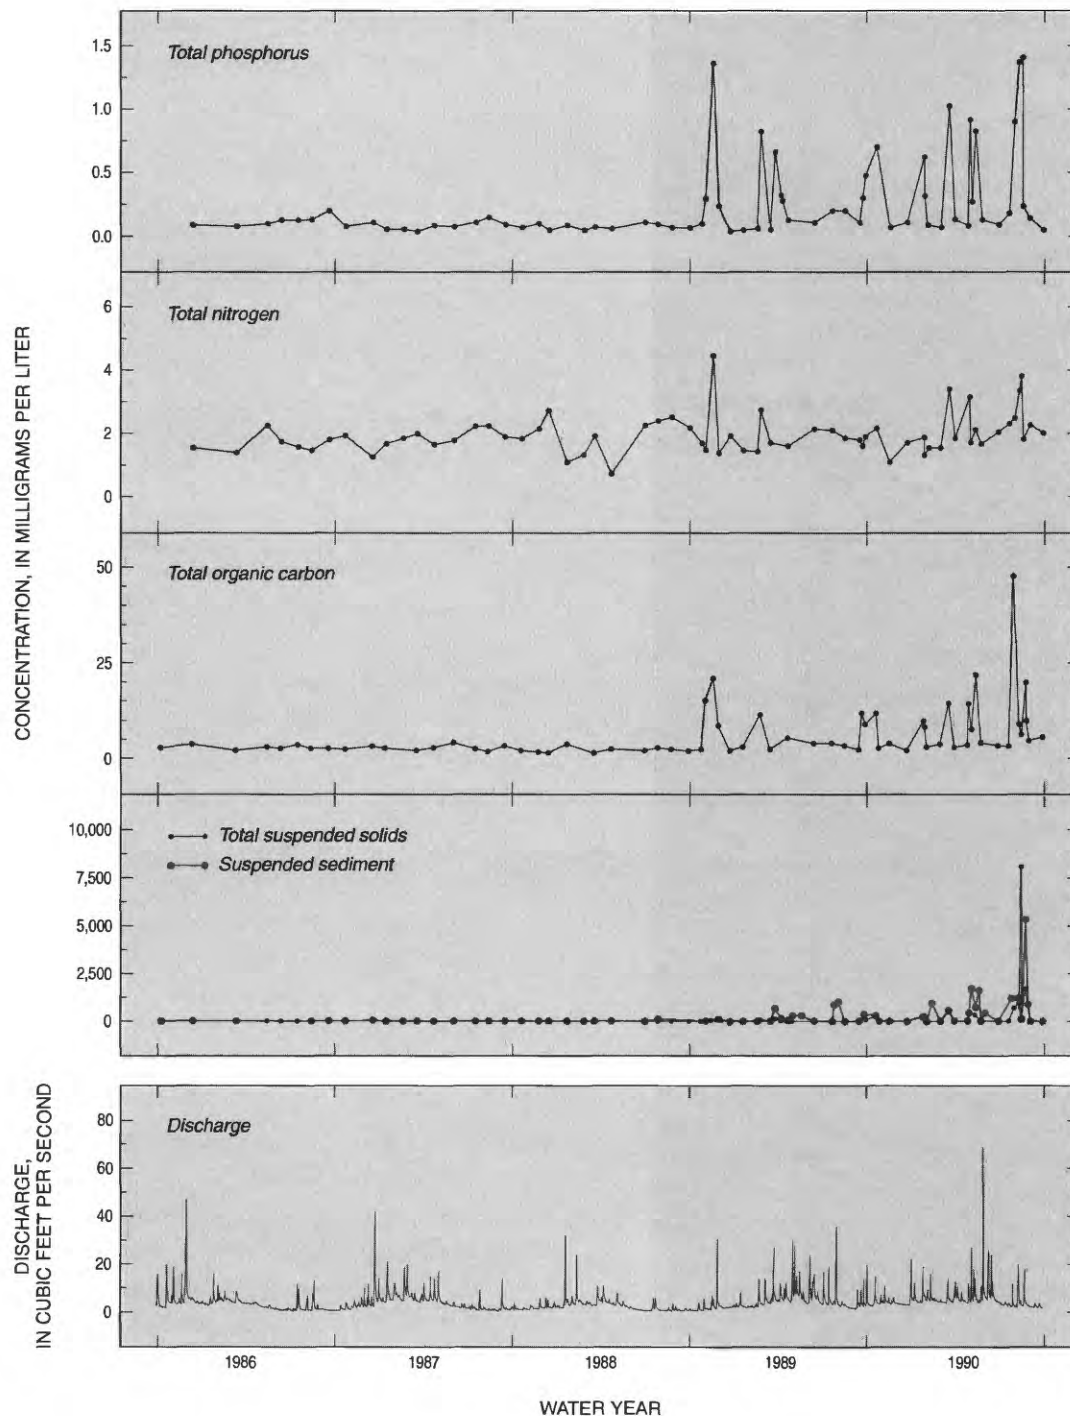 Total phosphorus
1.5
1.0
0.5
0.0
Total nitrogen
6
4
2
0
CONCENTRATION, IN MILLIGRAMS PER LITER
Total organic carbon
50
25
0
Total suspended solids
Suspended sediment
10,000
7,500
5,000
2,500
0
Discharge
DISCHARGE,
IN CUBIC FEET PER SECOND
80
60
40
20
0
1986 1987 1988 1989 1990
WATER YEAR